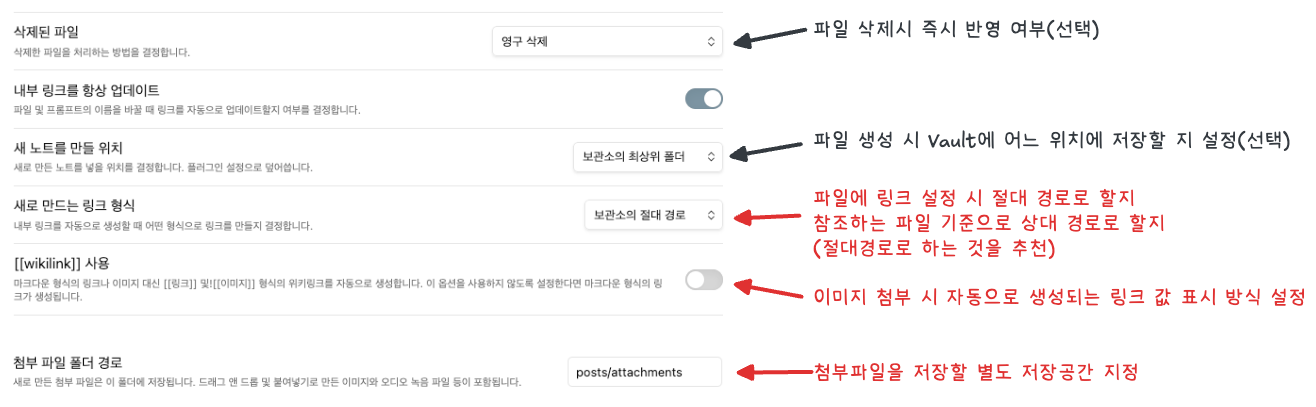 삭제된 파일
삭제한 파일을 처리하는 방법을 결정합니다.
영구 삭제
파일 삭제시 즉시 반영 여부(선택)
내부 링크를 항상 업데이트
파일 및 프롬프트의 이름을 바꿀 때 링크를 자동으로 업데이트할지 여부를 결정합니다.
새 노트를 만들 위치
새로 만든 노트를 넣을 위치를 결정합니다. 플러그인 설정으로 덮어씁니다.
보관소의 최상위 폴더
파일 생성 시 Vault에 어느 위치에 저장할 지 설정(선택)
새로 만드는 링크 형식
내부 링크를 자동으로 생성할 때 어떤 형식으로 링크를 만들지 결정합니다.
보관소의 절대 경로
파일에 링크 설정 시 절대 경로로 할지
참조하는 파일 기준으로 상대 경로로 할지
(절대경로로 하는 것을 추천)
[[wikilink]] 사용
마크다운 형식의 링크나 이미지 대신 [[링크]] 및![[이미지]] 형식의 위키링크를 자동으로 생성합니다. 이 옵션을 사용하지 않도록 설정한다면 마크다운 형식의 링
크가 생성됩니다.
이미지 첨부 시 자동으로 생성되는 링크 값 표시 방식 설정
첨부 파일 폴더 경로
새로 만든 첨부 파일은 이 폴더에 저장됩니다. 드래그 앤 드롭 및 붙여넣기로 만든 이미지와 오디오 녹음 파일 등이 포함됩니다.
posts/attachments
첨부파일을 저장할 별도 저장공간 지정